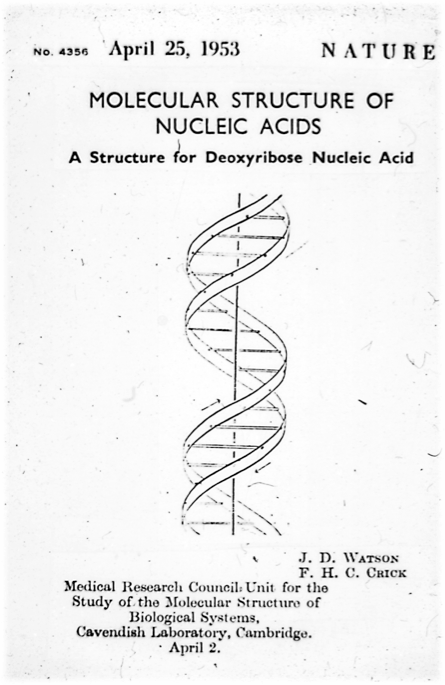 No. 4356 April 25, 1953 NATURE
MOLECULAR STRUCTURE OF
NUCLEIC ACIDS
A Structure for Deoxyribose Nucleic Acid
J. D. WATSON
F. H. C. CRICK
Medical Research Council Unit for the
Study of the Molecular Structure of
Biological Systems,
Cavendish Laboratory, Cambridge.
April 2.